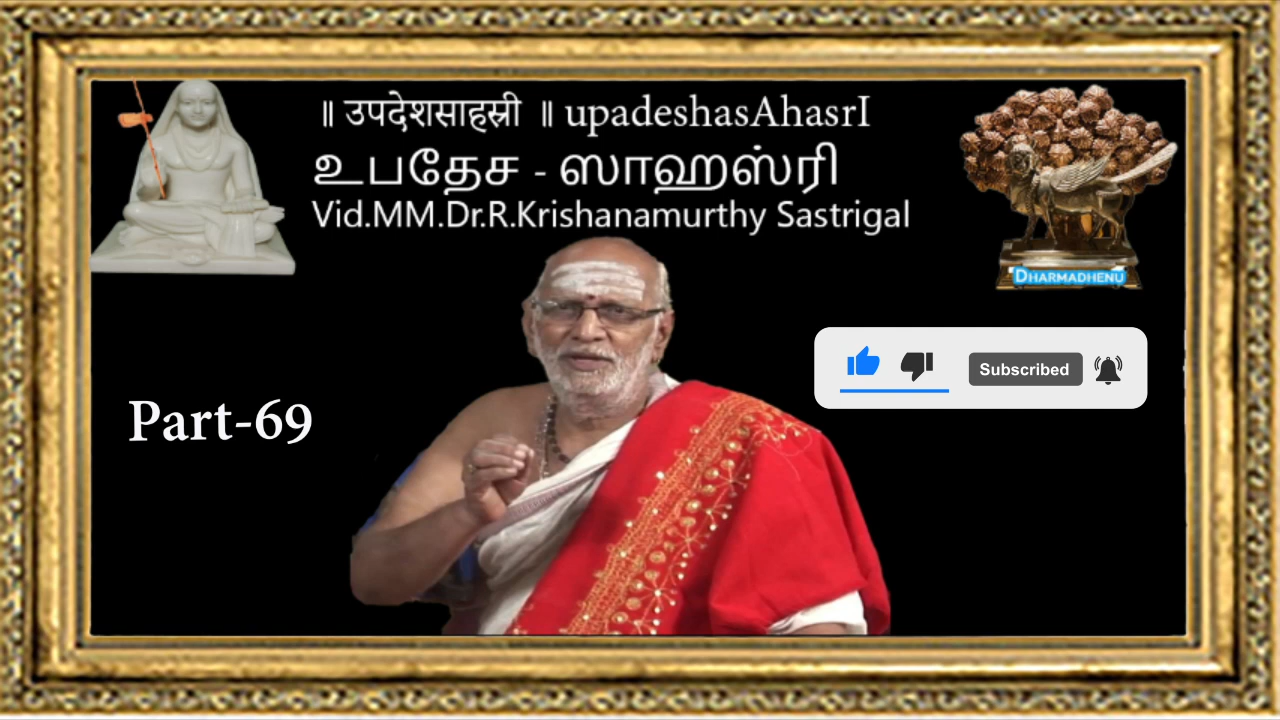 ॥ उपदेशसाहस्री ॥ upadeshasAhasrI
உபதேச - ஸாஹஸ்ரி
Vid.MM.Dr.R.Krishanamurthy Sastrigal
DHARMADHENU
Subscribed
Part-69